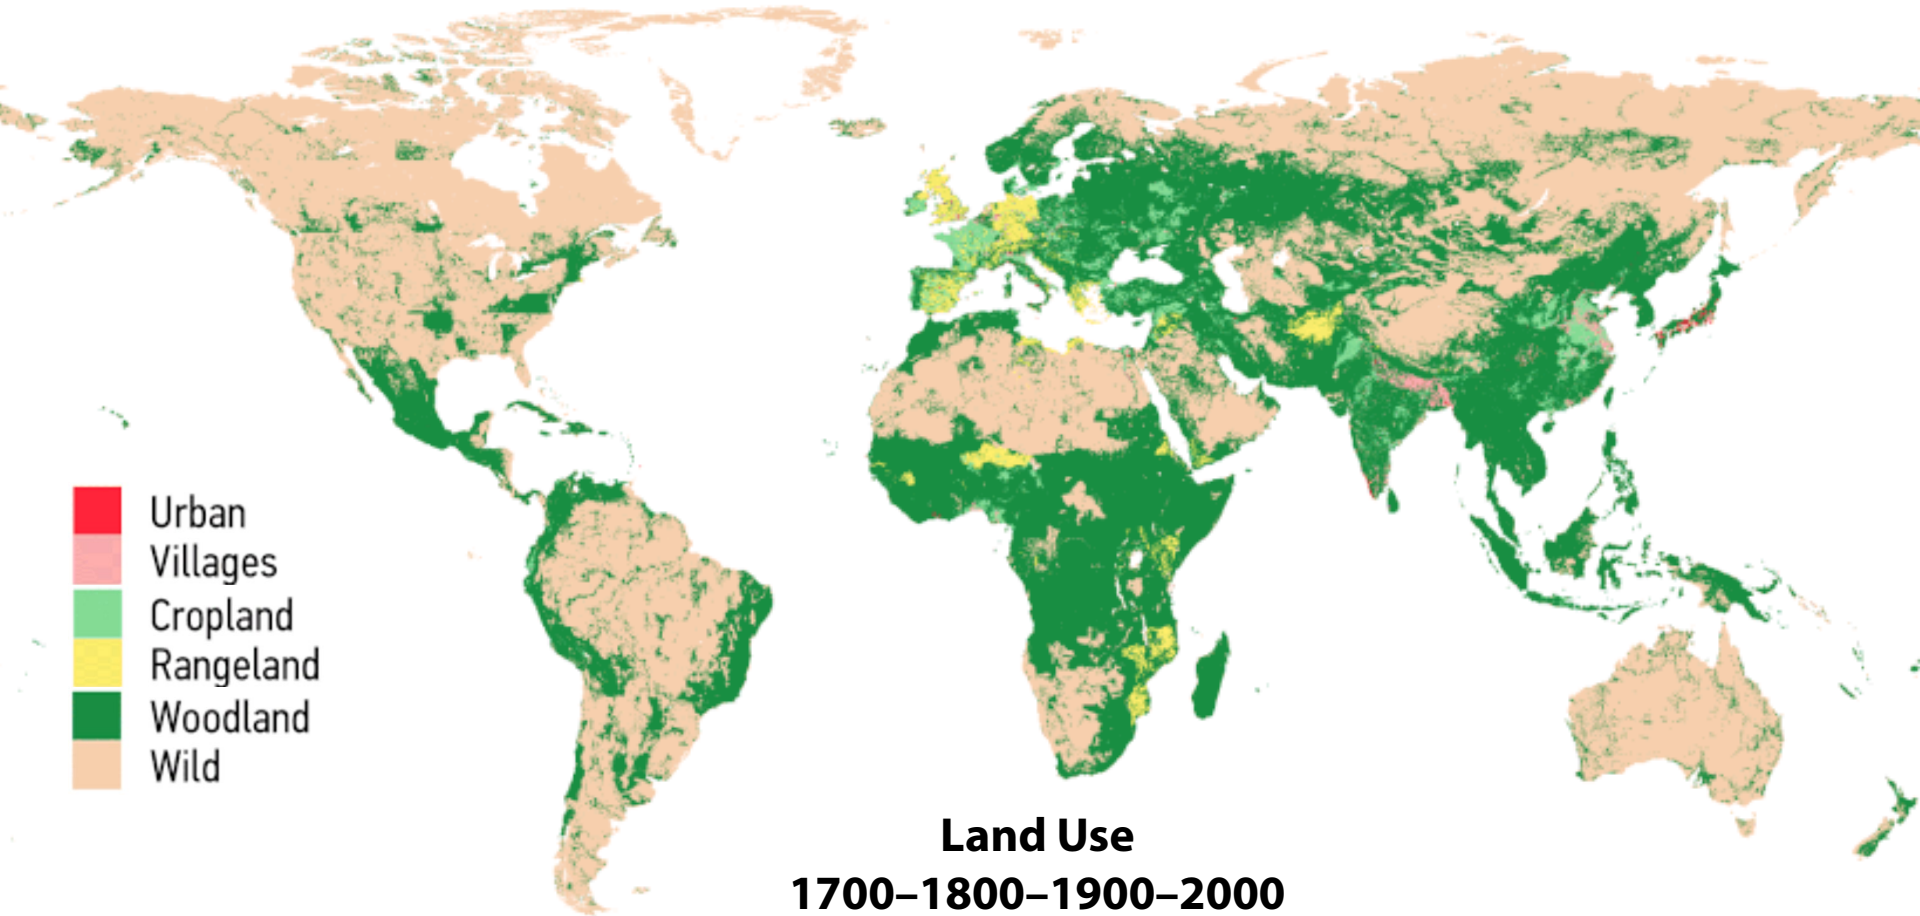 Urban
Villages
Cropland
Rangeland
Woodland
Wild
Land Use
1700–1800–1900–2000